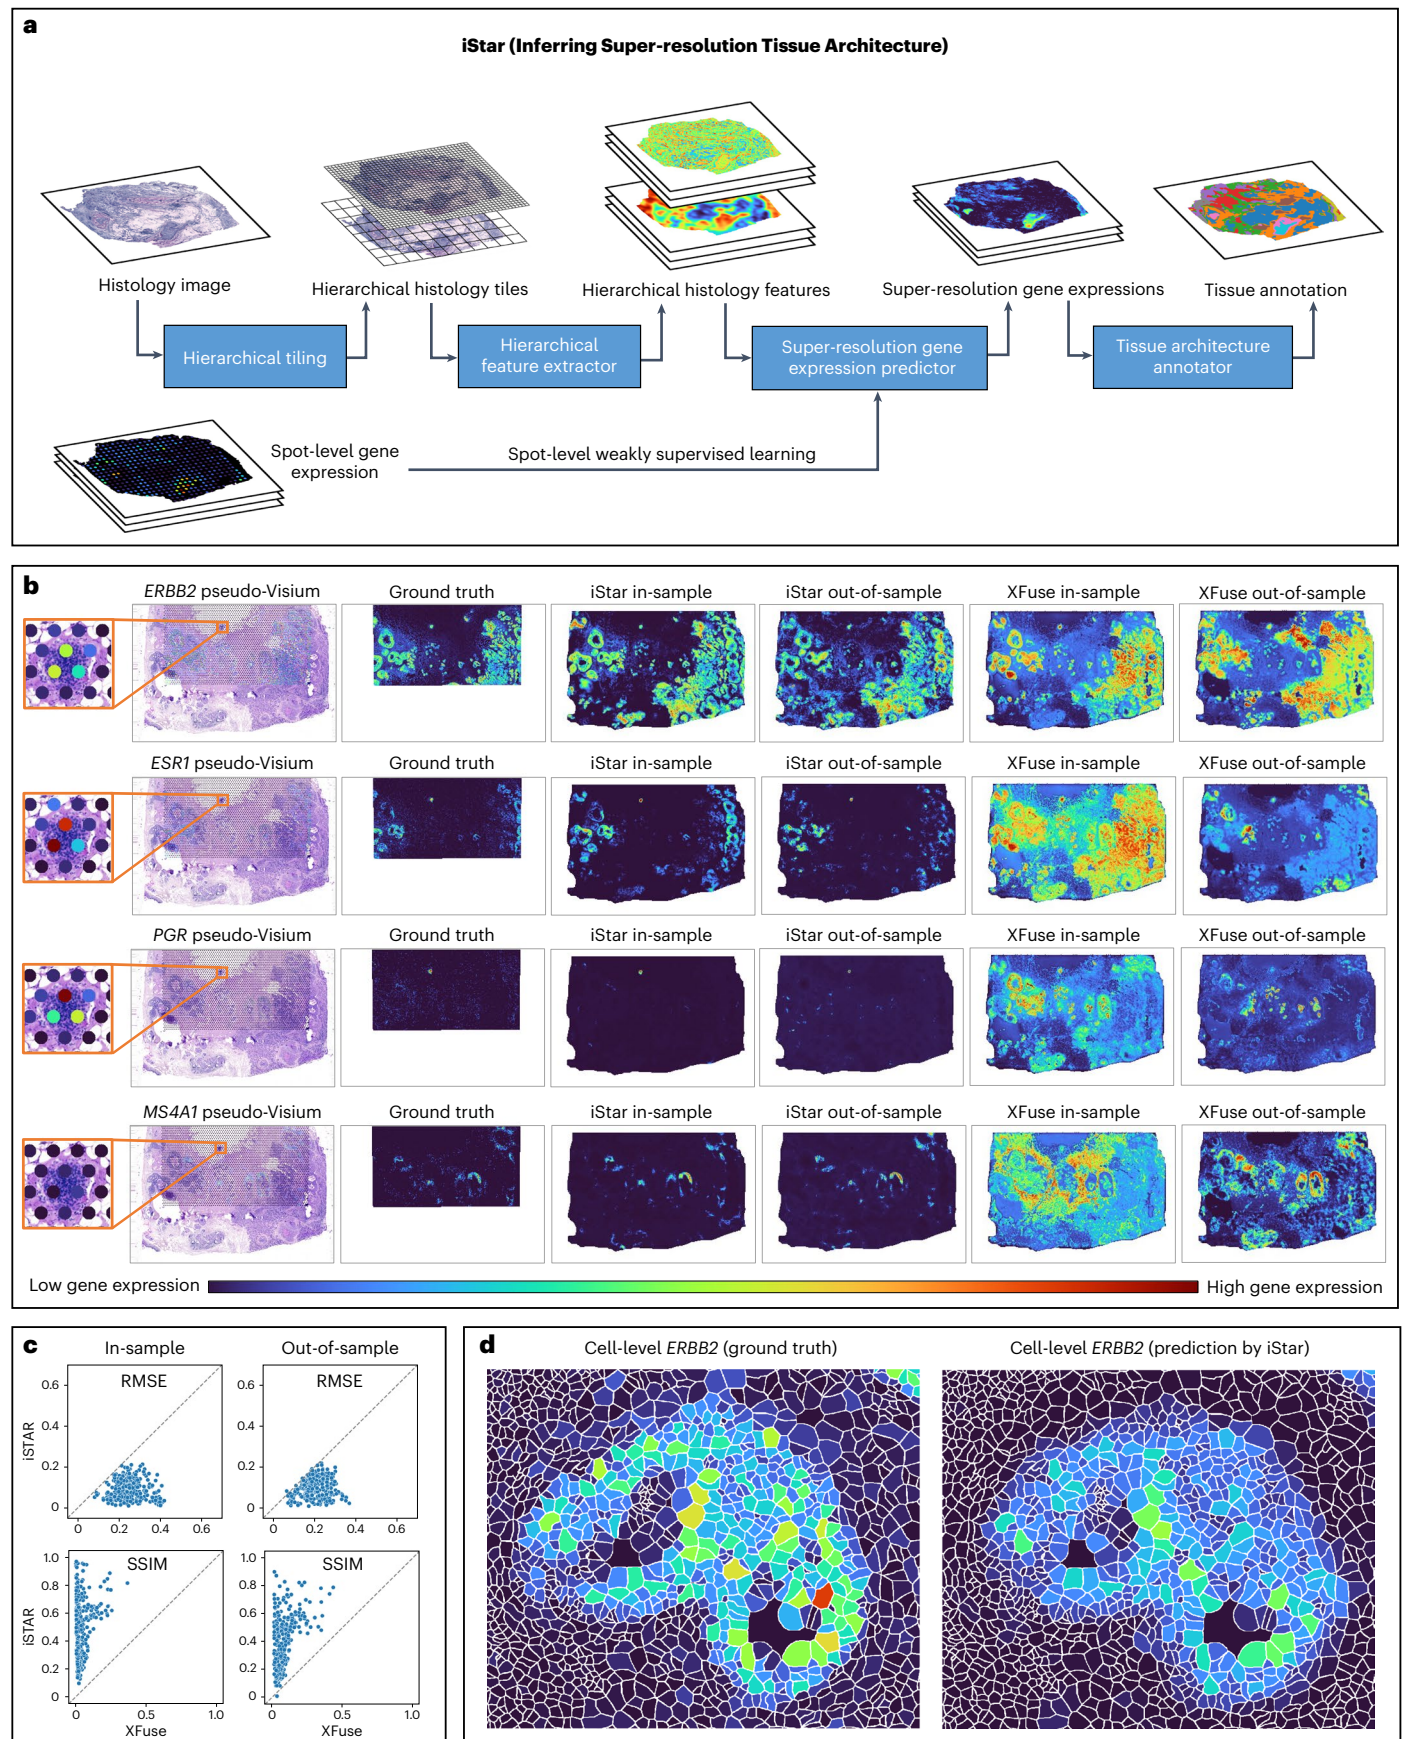 a
iStar (Inferring Super-resolution Tissue Architecture)
Histology image
Hierarchical histology tiles
Hierarchical histology features
Super-resolution gene expressions
Tissue annotation
Hierarchical tiling
Hierarchical
feature extractor
Super-resolution gene
expression predictor
Tissue architecture
annotator
Spot-level gene
expression
Spot-level weakly supervised learning
b
ERBB2 pseudo-Visium
Ground truth
iStar in-sample
iStar out-of-sample
XFuse in-sample
XFuse out-of-sample
ESR1 pseudo-Visium
Ground truth
iStar in-sample
iStar out-of-sample
XFuse in-sample
XFuse out-of-sample
PGR pseudo-Visium
Ground truth
iStar in-sample
iStar out-of-sample
XFuse in-sample
XFuse out-of-sample
MS4A1 pseudo-Visium
Ground truth
iStar in-sample
iStar out-of-sample
XFuse in-sample
XFuse out-of-sample
Low gene expression
High gene expression
c
In-sample
Out-of-sample
RMSE
RMSE
iSTAR
0.6
0.4
0.2
0
0 0.2 0.4 0.6
0.6
0.4
0.2
0
0 0.2 0.4 0.6
SSIM
SSIM
iSTAR
1.0
0.8
0.6
0.4
0.2
0
0 0.5 1.0
XFuse
1.0
0.8
0.6
0.4
0.2
0
0 0.5 1.0
XFuse
d
Cell-level ERBB2 (ground truth)
Cell-level ERBB2 (prediction by iStar)